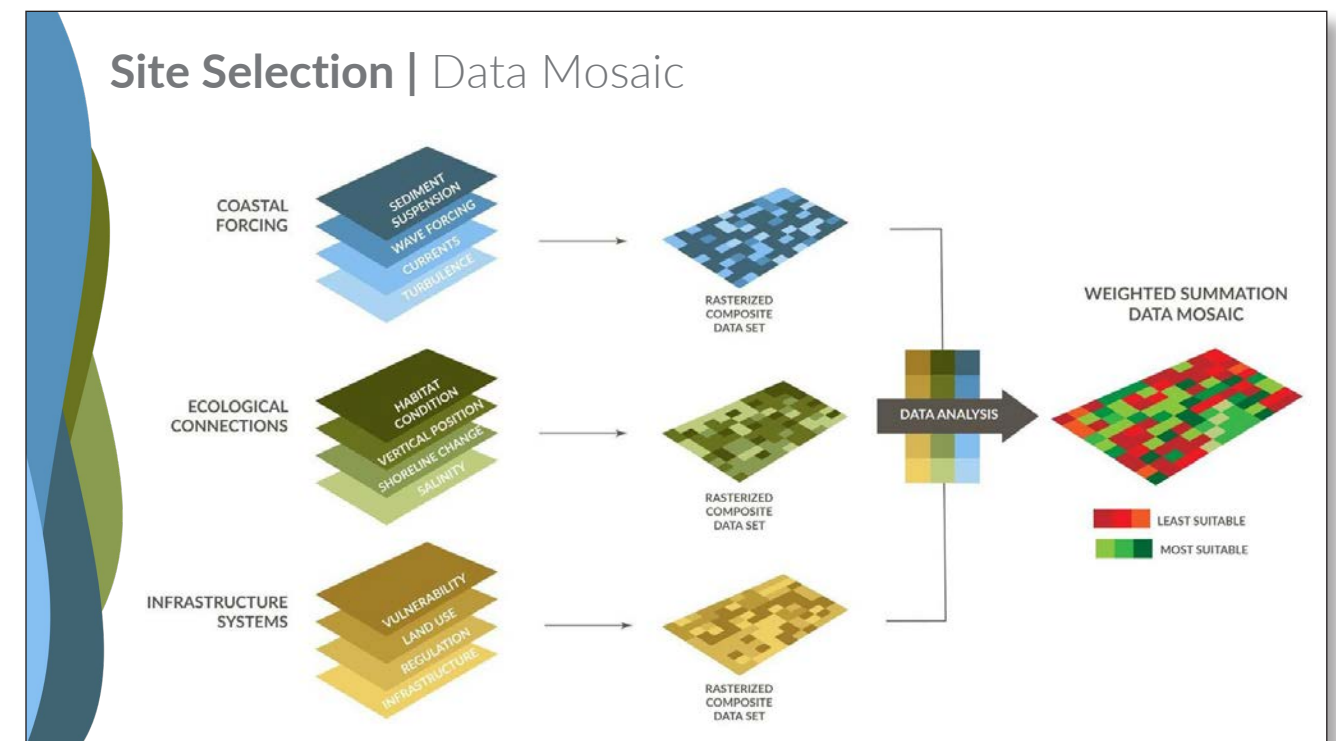 Site Selection | Data Mosaic
COASTAL
FORCING
SEDIMENT
SUSPENSION
WAVE FORCING
CURRENTS
TURBULENCE
RASTERIZED
COMPOSITE
DATA SET
ECOLOGICAL
CONNECTIONS
HABITAT
CONDITION
VERTICAL POSITION
SHORELINE CHANGE
SALINITY
RASTERIZED
COMPOSITE
DATA SET
INFRASTRUCTURE
SYSTEMS
VULNERABILITY
LAND USE
REGULATION
INFRASTRUCTURE
RASTERIZED
COMPOSITE
DATA SET
DATA ANALYSIS
WEIGHTED SUMMATION
DATA MOSAIC
LEAST SUITABLE
MOST SUITABLE